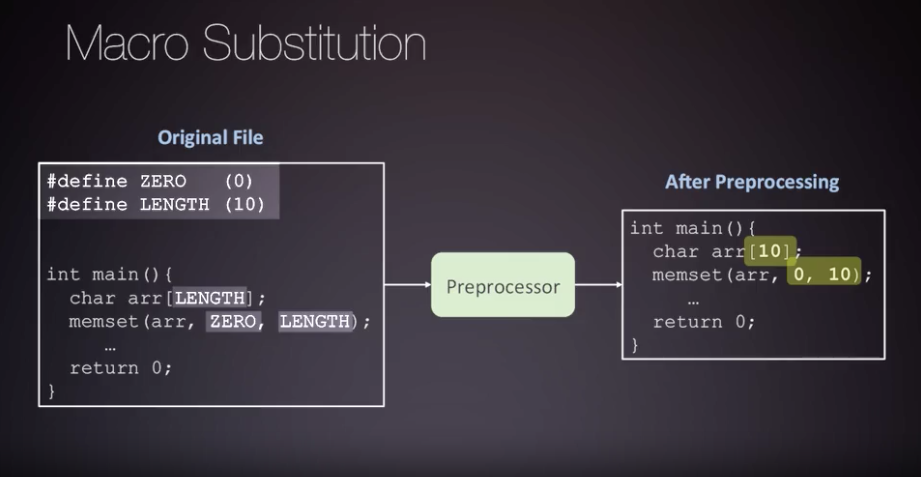 Macro Substitution
Original File
#define ZERO (0)
#define LENGTH (10)
int main(){
char arr[LENGTH];
memset(arr, ZERO, LENGTH);
…
return 0;
}
Preprocessor
After Preprocessing
int main(){
char arr[10];
memset(arr, 0, 10);
…
return 0;
}